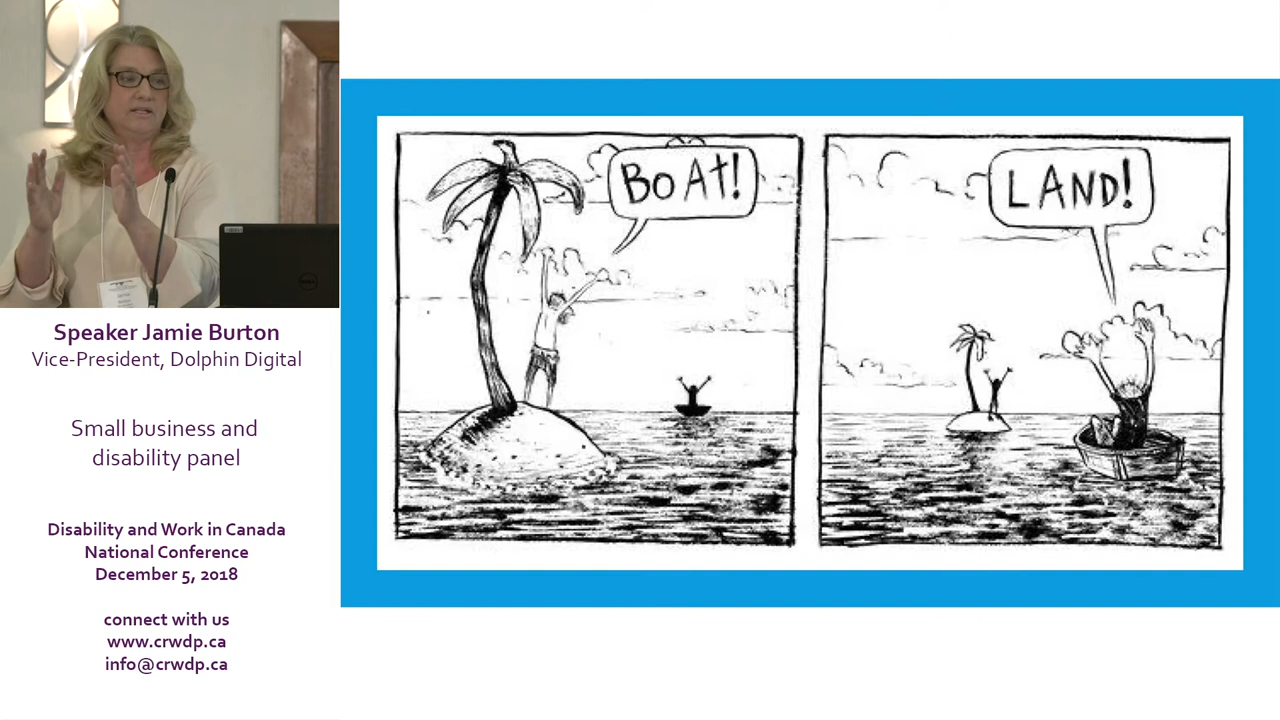 BOAT!
LAND!
Speaker Jamie Burton
Vice-President, Dolphin Digital
Small business and
disability panel
Disability and Work in Canada
National Conference
December 5, 2018
connect with us
www.crwdp.ca
info@crwdp.ca